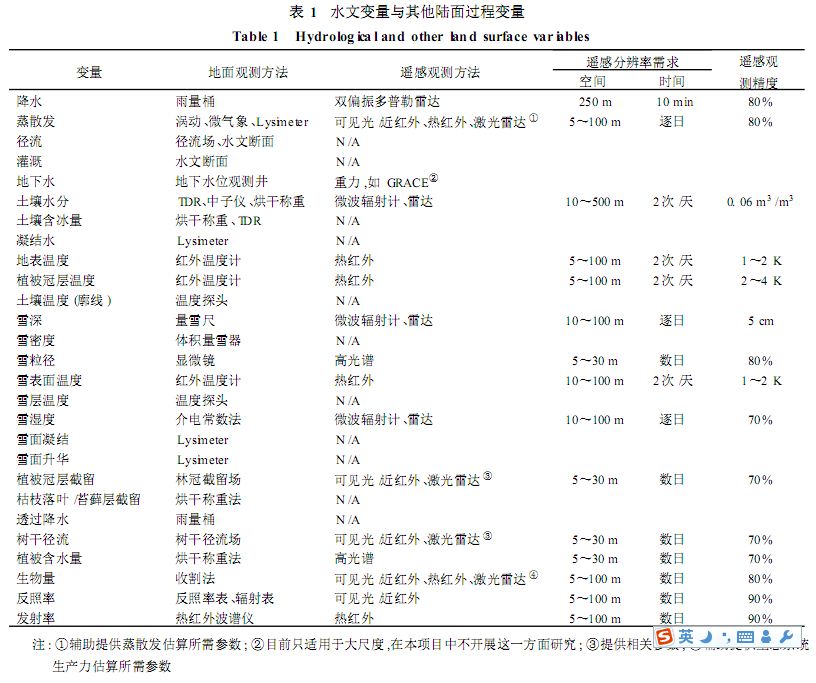 表 1 水文变量与其他陆面过程变量
Table 1 Hydrological and other land surface variables
变量 地面观测方法 遥感观测方法 遥感分辨率需求 遥感观测精度
空间 时间
降水 雨量桶 双偏振多普勒雷达 250 m 10 min 80%
蒸散发 涡动、微气象、Lysimeter 可见光/近红外、热红外、激光雷达① 5～100 m 逐日 80%
径流 径流场、水文断面 N/A
灌溉 水文断面 N/A
地下水 地下水位观测井 重力,如 GRACE②
土壤水分 TDR、中子仪、烘干称重 微波辐射计、雷达 10～500 m 2次/天 0.06 m³/m³
土壤含冰量 烘干称重、TDR N/A
凝结水 Lysimeter N/A
地表温度 红外温度计 热红外 5～100 m 2次/天 1～2 K
植被冠层温度 红外温度计 热红外 5～100 m 2次/天 2～4 K
土壤温度(廓线) 温度探头 N/A
雪深 量雪尺 微波辐射计、雷达 10～100 m 逐日 5 cm
雪密度 体积量雪器 N/A
雪粒径 显微镜 高光谱 5～30 m 数日 80%
雪表面温度 红外温度计 热红外 10～100 m 2次/天 1～2 K
雪层温度 温度探头 N/A
雪湿度 介电常数法 微波辐射计、雷达 10～100 m 逐日 70%
雪面凝结 Lysimeter N/A
雪面升华 Lysimeter N/A
植被冠层截留 林冠截留场 可见光/近红外、激光雷达③ 5～30 m 数日 70%
枯枝落叶/苔藓层截留 烘干称重法 N/A
透过降水 雨量桶 N/A
树干径流 树干径流场 可见光/近红外、激光雷达③ 5～30 m 数日 70%
植被含水量 烘干称重法 高光谱 5～30 m 数日 70%
生物量 收割法 可见光/近红外、热红外、激光雷达④ 5～100 m 数日 80%
反照率 反照率表、辐射表 可见光/近红外 5～100 m 数日 90%
发射率 热红外波谱仪 热红外 5～100 m 数日 90%
注:①辅助提供蒸散发估算所需参数;②目前只适用于大尺度,在本项目中不开展这一方面研究;③提供相关
生产力估算所需参数
英